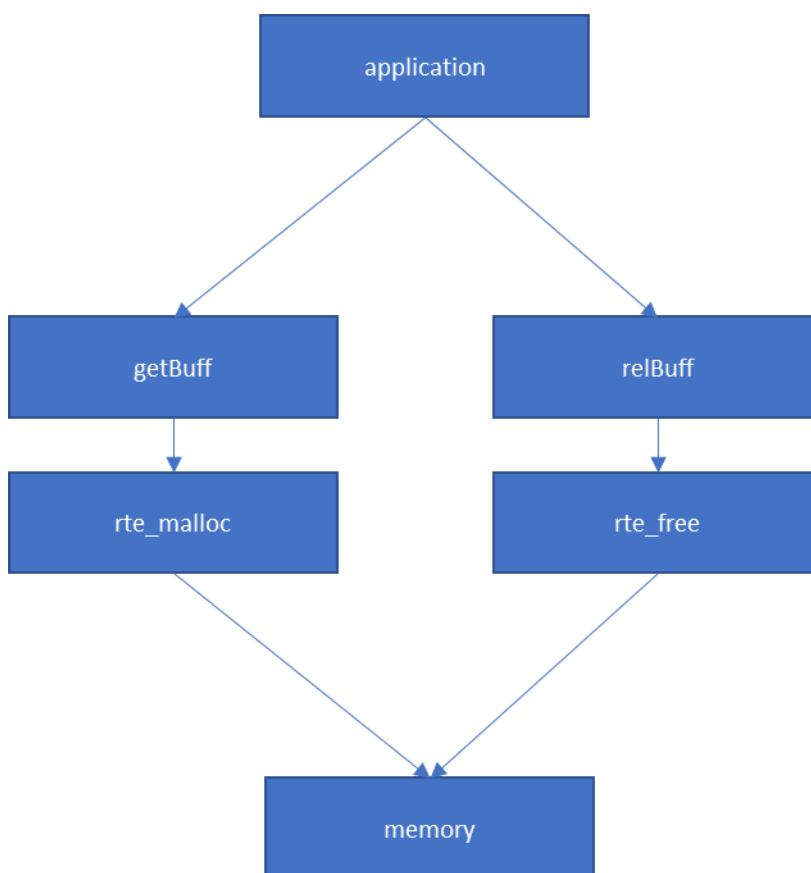 application
getBuff
relBuff
rte_malloc
rte_free
memory